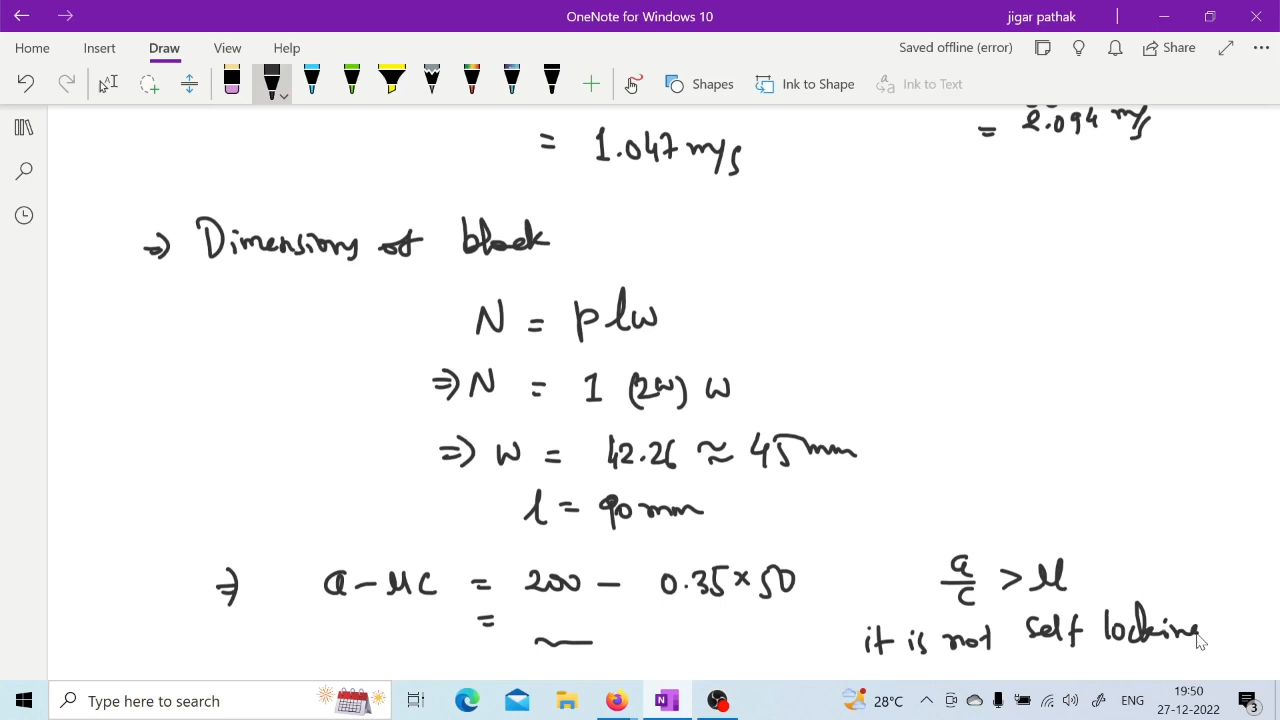 OneNote for Windows 10
jigar pathak
Home Insert Draw View Help
Saved offline (error)
Share
Shapes
Ink to Shape
Ink to Text
= 1.047 m/s
= 2.094 m/s
⇒ Dimensions of block
N = plw
⇒ N = 1 (2w) w
⇒ w = 42.26 ≈ 45mm
l = 90 mm
⇒ a - μc = 200 - 0.35 × 50
=
a/c > μ
it is not self locking
Type here to search
28°C
ENG
19:50
27-12-2022
3